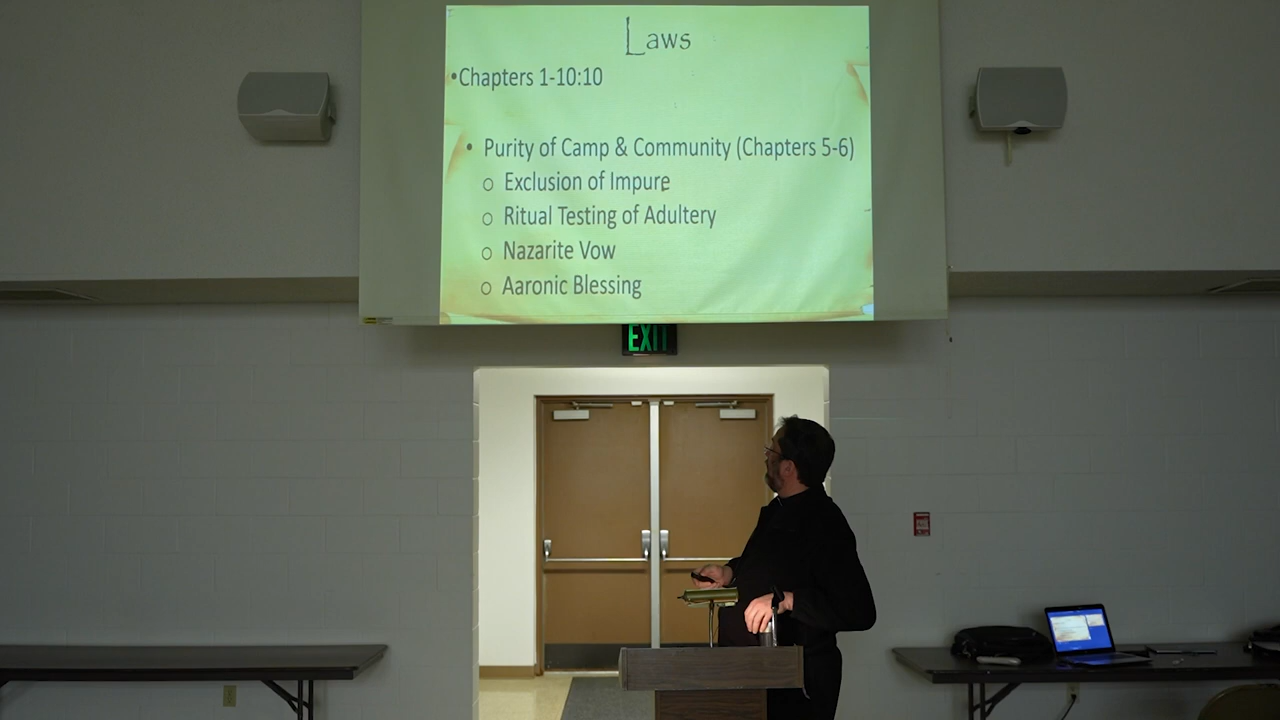 Laws
•Chapters 1-10:10
• Purity of Camp & Community (Chapters 5-6)
o Exclusion of Impure
o Ritual Testing of Adultery
o Nazarite Vow
o Aaronic Blessing
EXIT